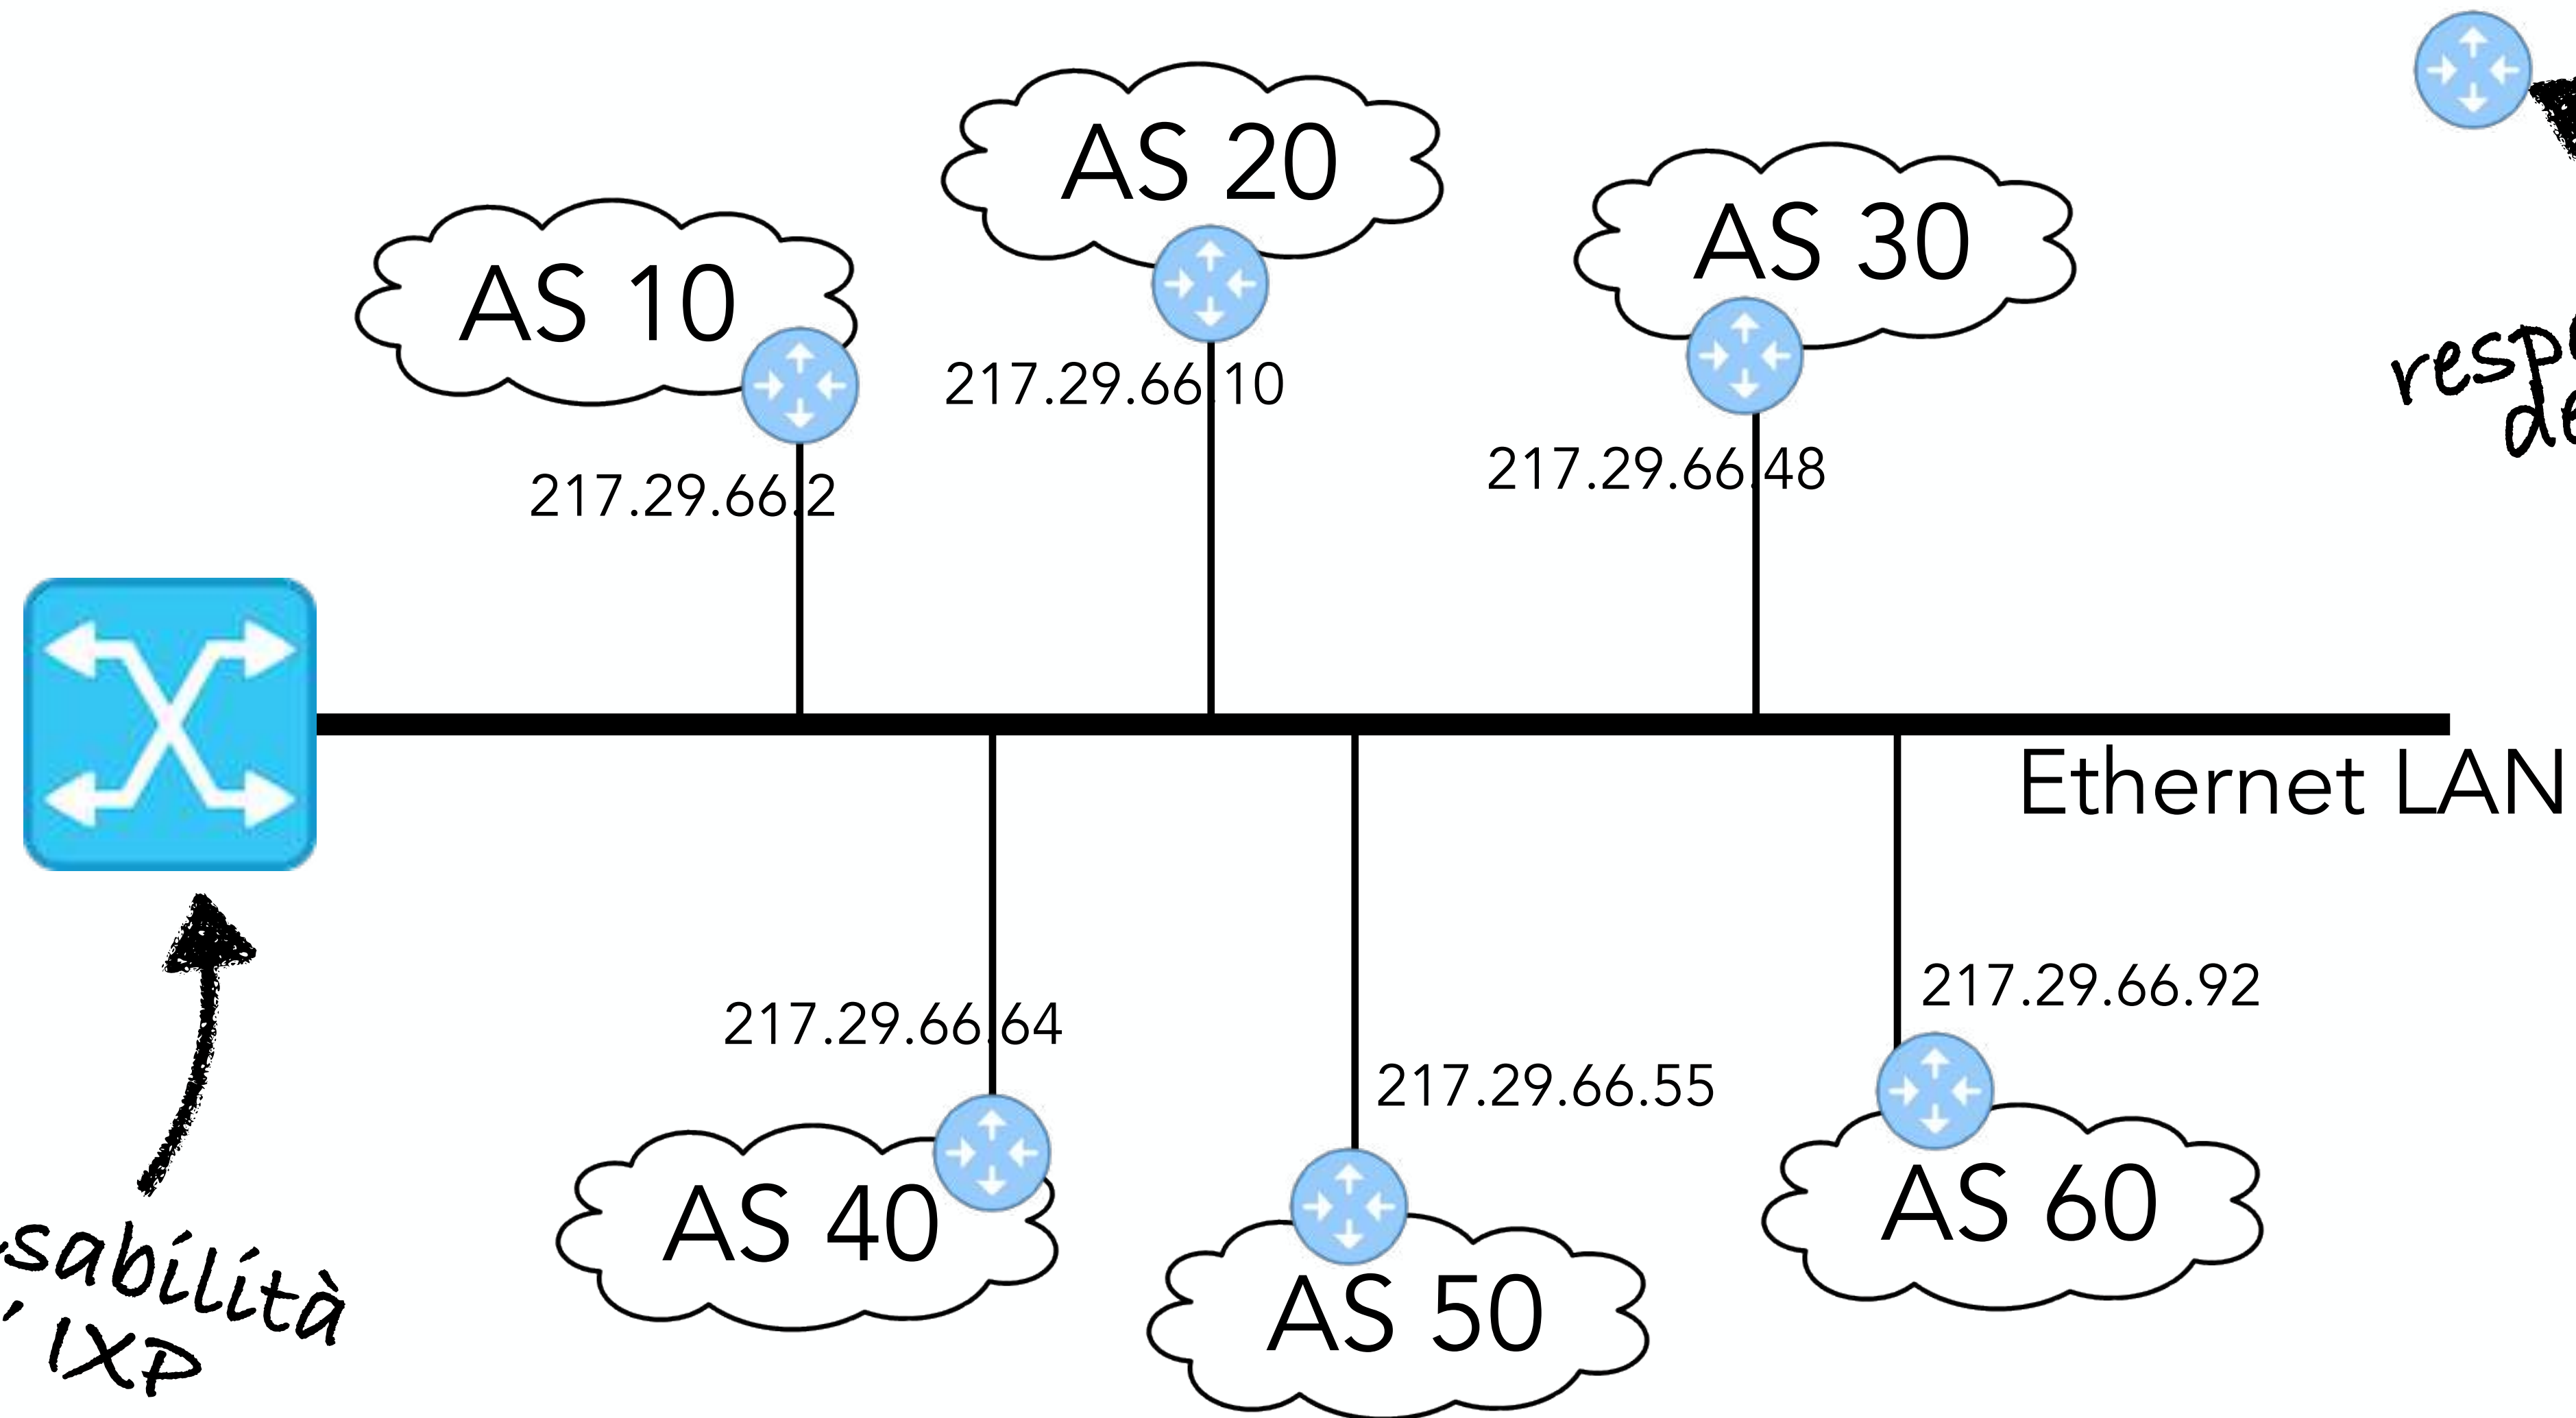 AS 20
AS 30
AS 10
217.29.66.10
217.29.66.48
217.29.66.2
Ethernet LAN
217.29.66.92
217.29.66.64
217.29.66.55
AS 60
AS 40
AS 50
sabilità
IXP